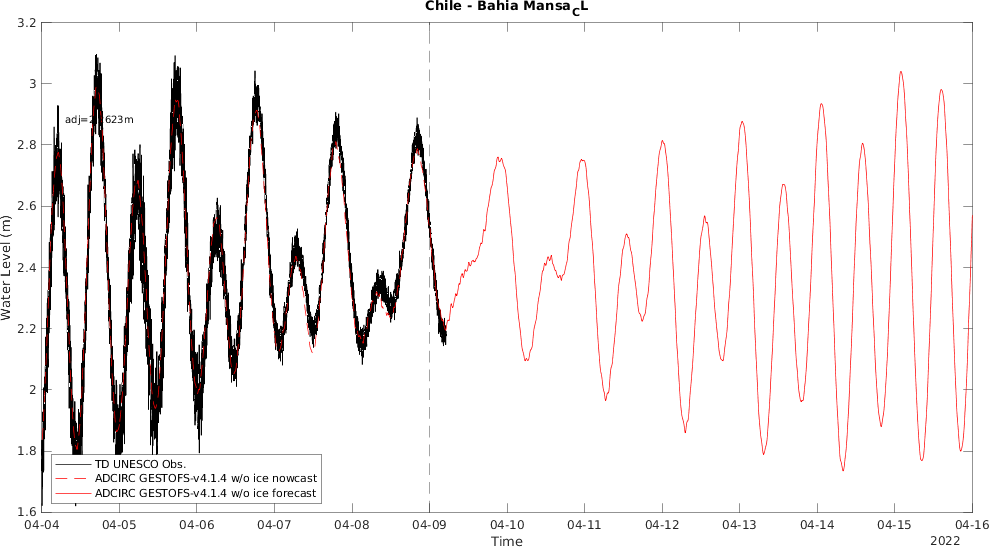 Chile - Bahia MansaCL
3.2
3
2.8
2.6
2.4
2.2
2
1.8
1.6
Water Level (m)
TD UNESCO Obs.
ADCIRC GESTOFS-v4.1.4 w/o ice nowcast
ADCIRC GESTOFS-v4.1.4 w/o ice forecast
04-04 04-05 04-06 04-07 04-08 04-09 04-10 04-11 04-12 04-13 04-14 04-15 04-16
Time
2022